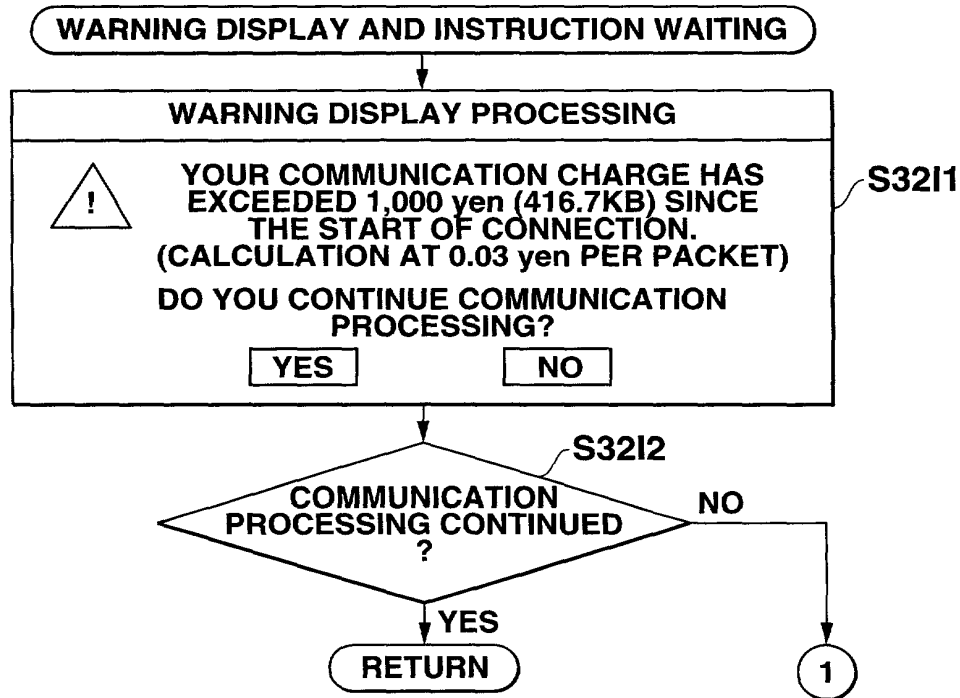 WARNING DISPLAY AND INSTRUCTION WAITING
WARNING DISPLAY PROCESSING
!
YOUR COMMUNICATION CHARGE HAS
EXCEEDED 1,000 yen (416.7KB) SINCE
THE START OF CONNECTION.
(CALCULATION AT 0.03 yen PER PACKET)
DO YOU CONTINUE COMMUNICATION
PROCESSING?
YES NO
S32I1
S32I2
COMMUNICATION
PROCESSING CONTINUED
?
NO
YES
RETURN
1